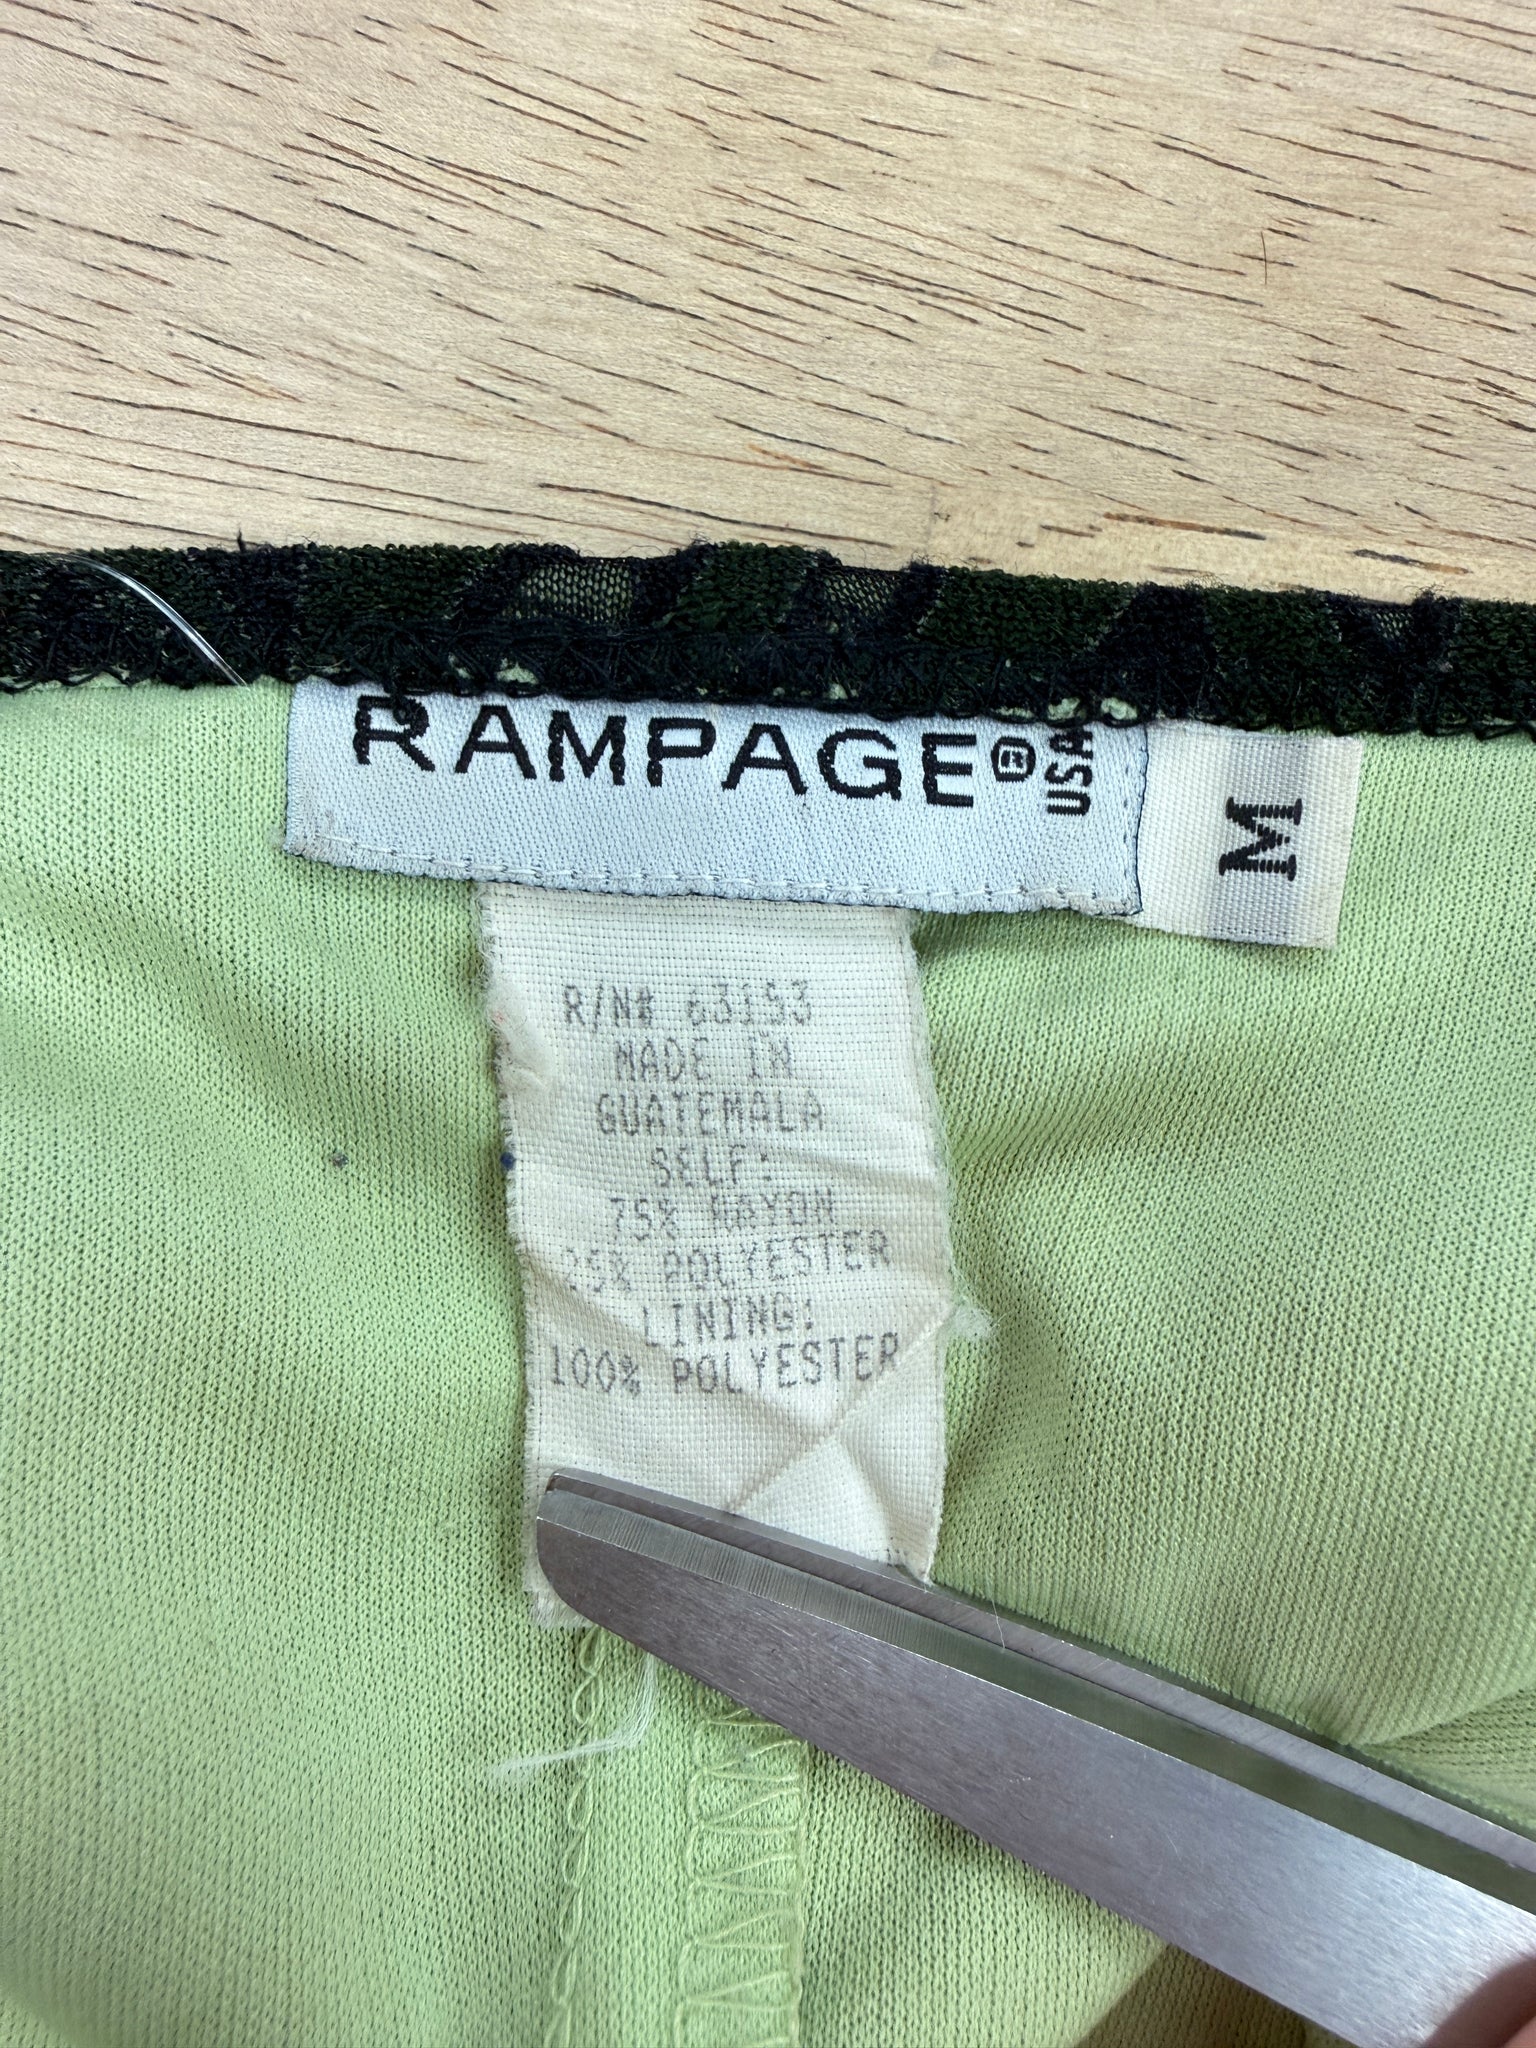 RAMPAGE®
USA
M
R/N# 63153
MADE IN
GUATEMALA
SELF:
75% RAYON
25% POLYESTER
LINING:
100% POLYESTER